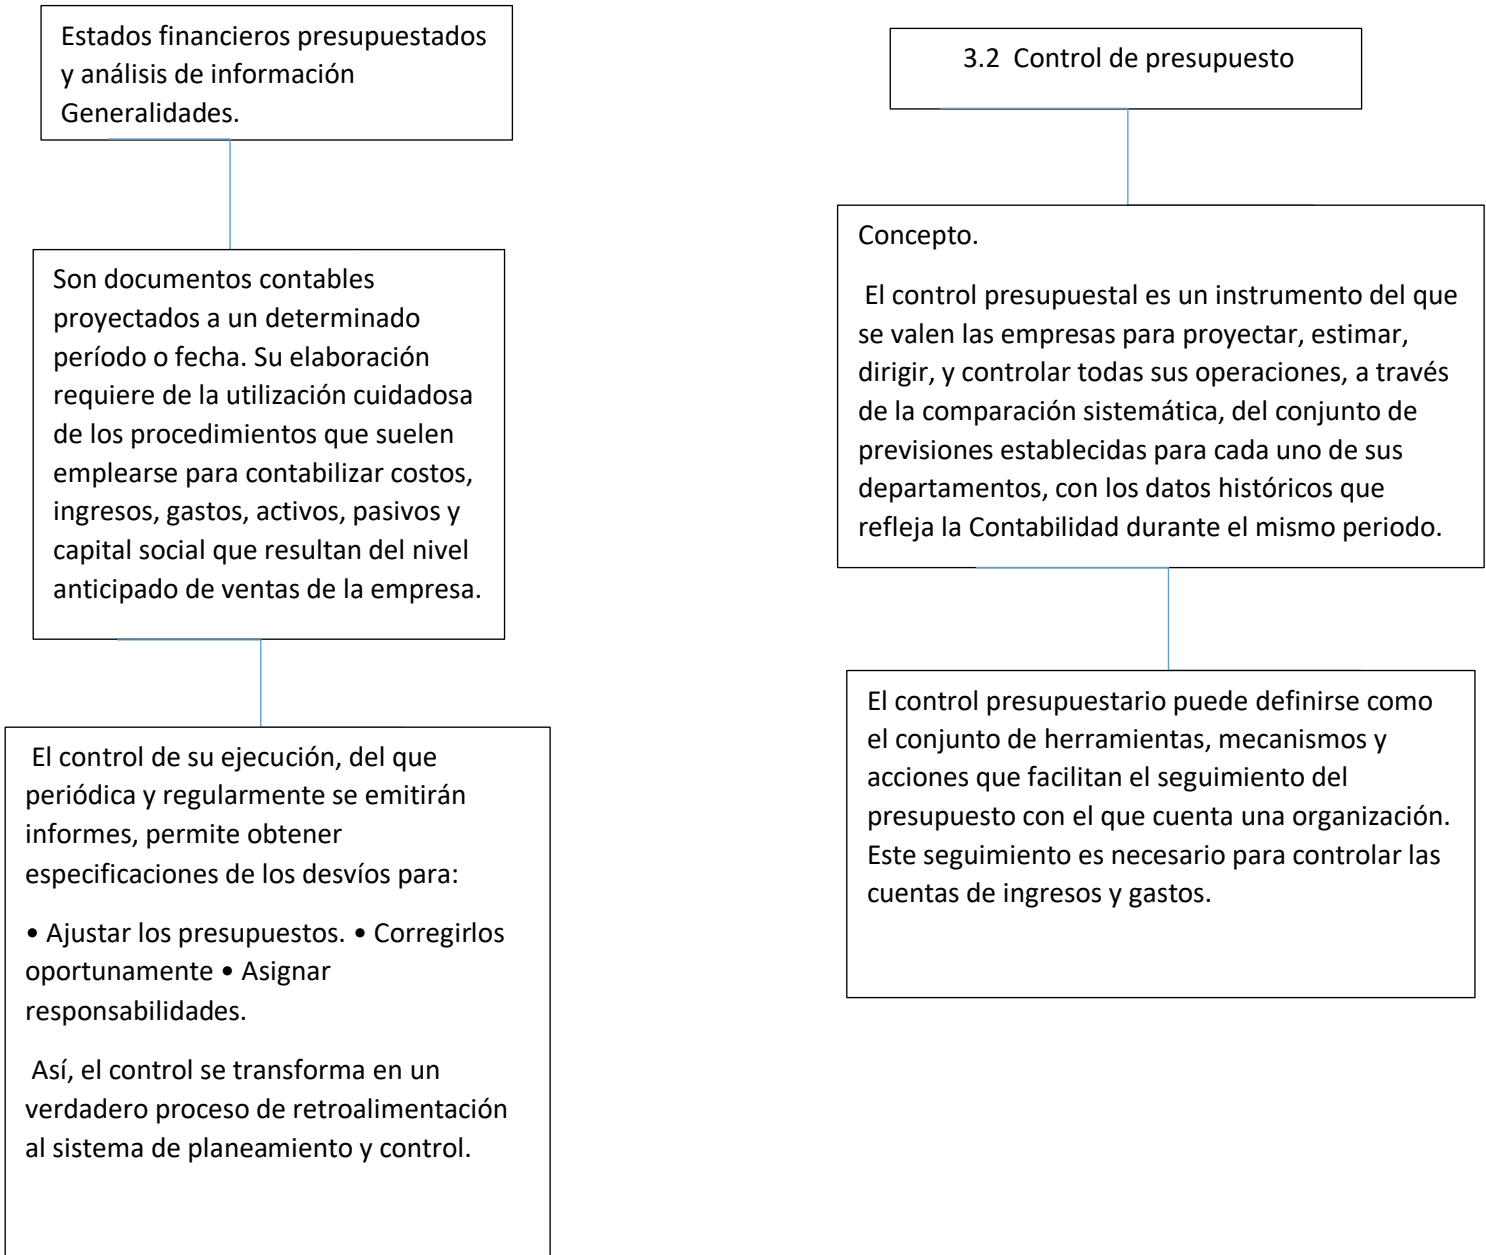 Estados financieros presupuestados
y análisis de información
Generalidades.
Son documentos contables
proyectados a un determinado
período o fecha. Su elaboración
requiere de la utilización cuidadosa
de los procedimientos que suelen
emplearse para contabilizar costos,
ingresos, gastos, activos, pasivos y
capital social que resultan del nivel
anticipado de ventas de la empresa.
El control de su ejecución, del que
periódica y regularmente se emitirán
informes, permite obtener
especificaciones de los desvíos para:
• Ajustar los presupuestos. • Corregirlos
oportunamente • Asignar
responsabilidades.
Así, el control se transforma en un
verdadero proceso de retroalimentación
al sistema de planeamiento y control.
3.2 Control de presupuesto
Concepto.
El control presupuestal es un instrumento del que
se valen las empresas para proyectar, estimar,
dirigir, y controlar todas sus operaciones, a través
de la comparación sistemática, del conjunto de
previsiones establecidas para cada uno de sus
departamentos, con los datos históricos que
refleja la Contabilidad durante el mismo periodo.
El control presupuestario puede definirse como
el conjunto de herramientas, mecanismos y
acciones que facilitan el seguimiento del
presupuesto con el que cuenta una organización.
Este seguimiento es necesario para controlar las
cuentas de ingresos y gastos.